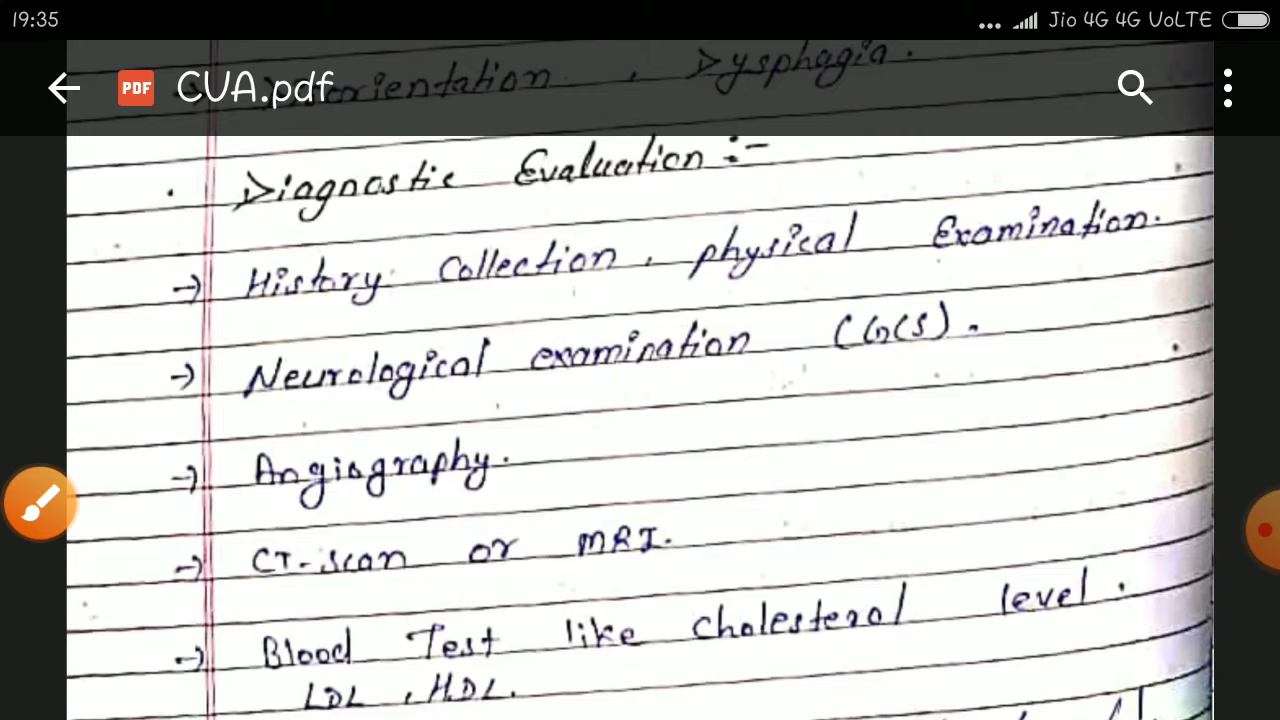 19:35 ... Jio 4G 4G VoLTE
PDF CUA.pdf
Dysphagia.
. Diagnostic Evaluation :-
→ History Collection, physical Examination.
→ Neurological examination (GCS).
→ Angiography.
→ CT-scan or MRI.
→ Blood Test like cholesterol level.
LDL, HDL.